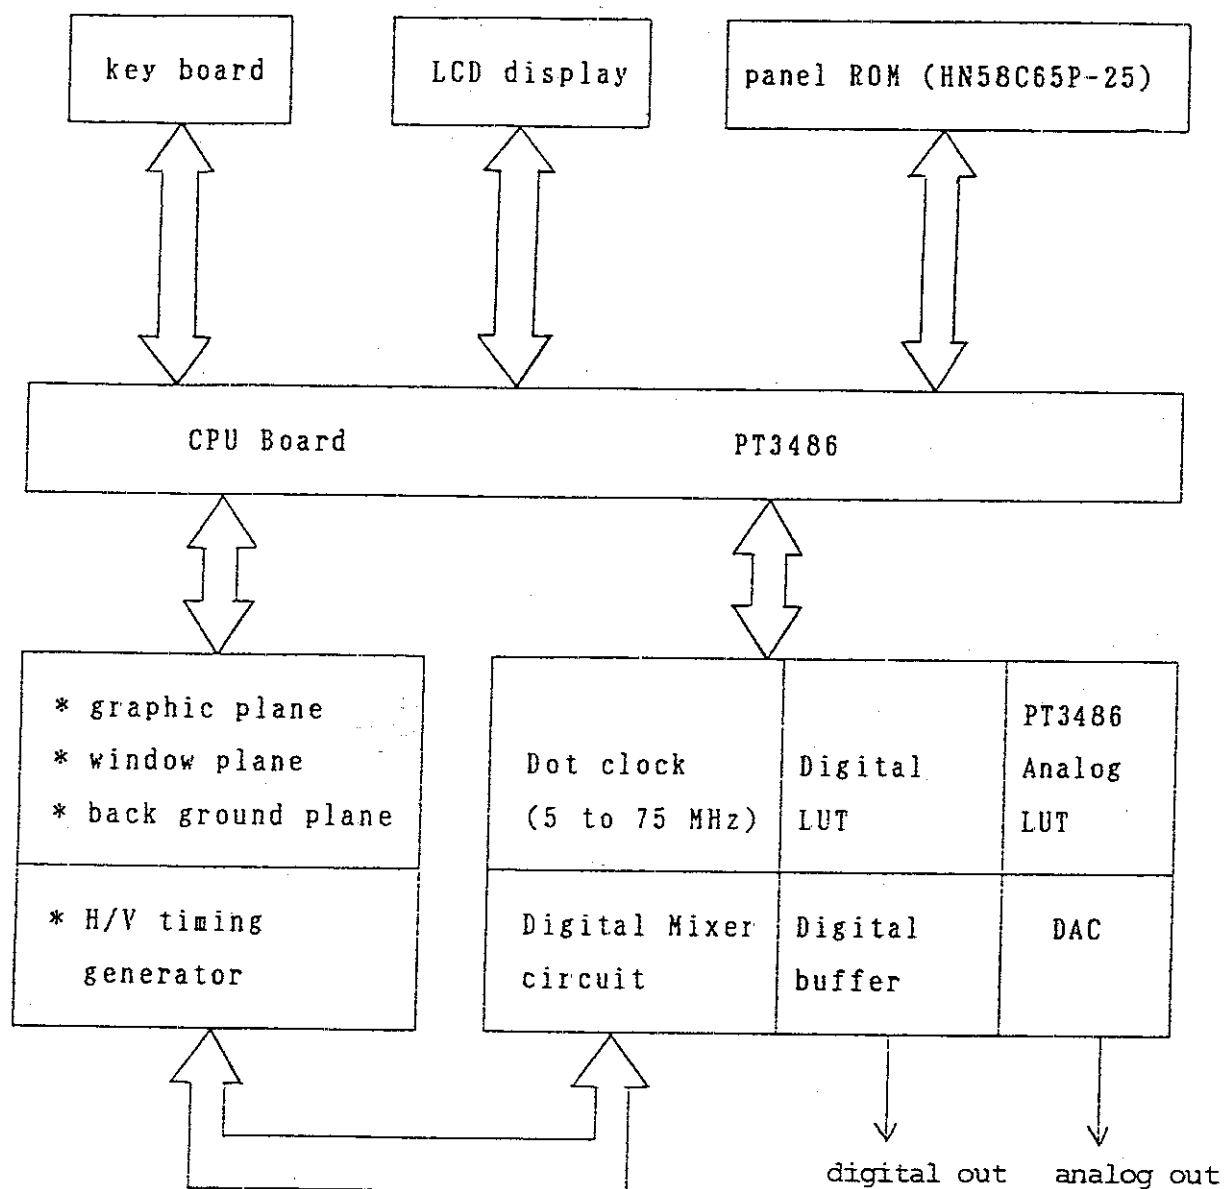 key board
LCD display
panel ROM (HN58C65P-25)
CPU Board
PT3486
* graphic plane
* window plane
* back ground plane
* H/V timing
generator
Dot clock
(5 to 75 MHz)
Digital
LUT
PT3486
Analog
LUT
Digital Mixer
circuit
Digital
buffer
DAC
digital out
analog out